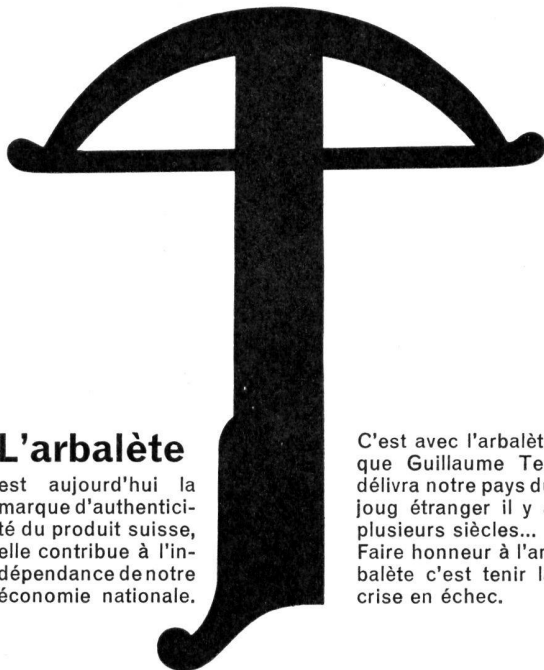 L'arbalète
est aujourd'hui la
marque d'authentici-
té du produit suisse,
elle contribue à l'in-
dépendance de notre
économie nationale.
C'est avec l'arbalèt
que Guillaume Te
délivra notre pays du
joug étranger il y a
plusieurs siècles...
Faire honneur à l'ar
balète c'est tenir l
crise en échec.